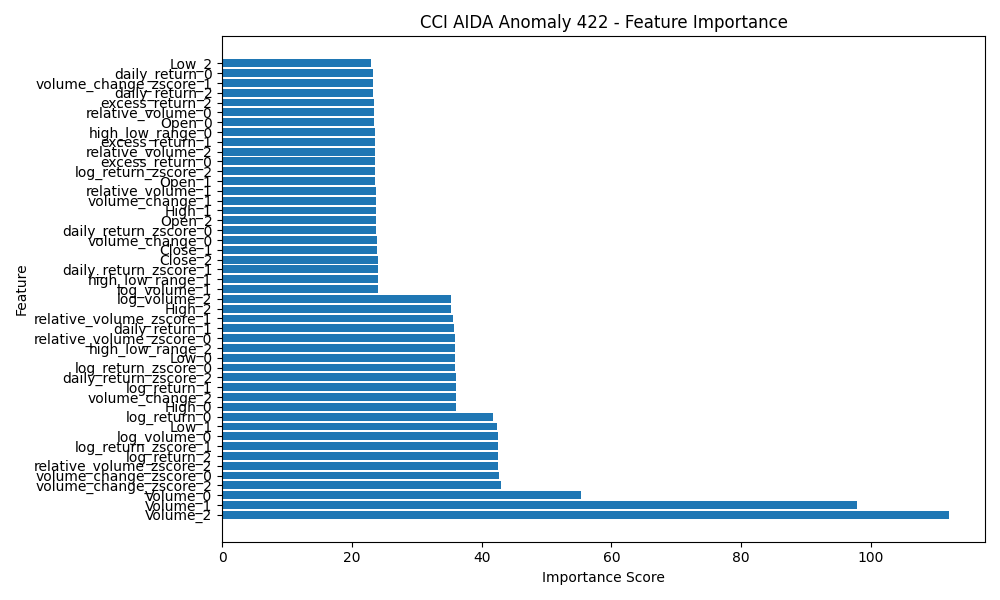 CCI AIDA Anomaly 422 - Feature Importance
Low_2
daily_return_0
volume_change_zscore_1
daily_return_2
excess_return_2
relative_volume_0
Open_0
high_low_range_0
excess_return_1
relative_volume_2
excess_return_0
log_return_zscore_2
Open_1
relative_volume_1
volume_change_1
High_1
Open_2
daily_return_zscore_0
volume_change_0
Close_1
Close_2
daily_return_zscore_1
high_low_range_1
log_volume_1
log_volume_2
High_2
relative_volume_zscore_1
daily_return_1
relative_volume_zscore_0
high_low_range_2
Low_0
log_return_zscore_0
daily_return_zscore_2
log_return_1
volume_change_2
High_0
log_return_0
Low_1
log_volume_0
log_return_zscore_1
log_return_2
relative_volume_zscore_2
volume_change_zscore_0
volume_change_zscore_2
Volume_0
Volume_1
Volume_2
Feature
0 20 40 60 80 100
Importance Score